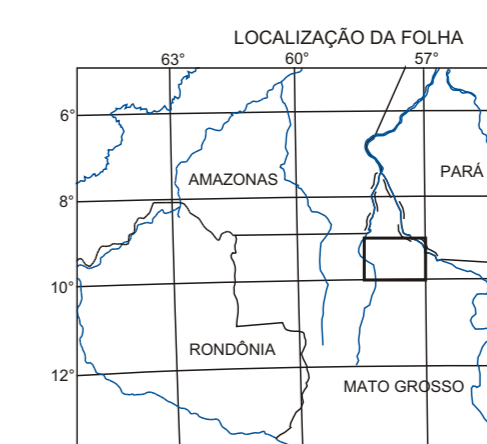 LOCALIZAÇÃO DA FOLHA
63° 60° 57°
6°
PARÁ
AMAZONAS
8°
10°
RONDÔNIA
12°
MATO GROSSO